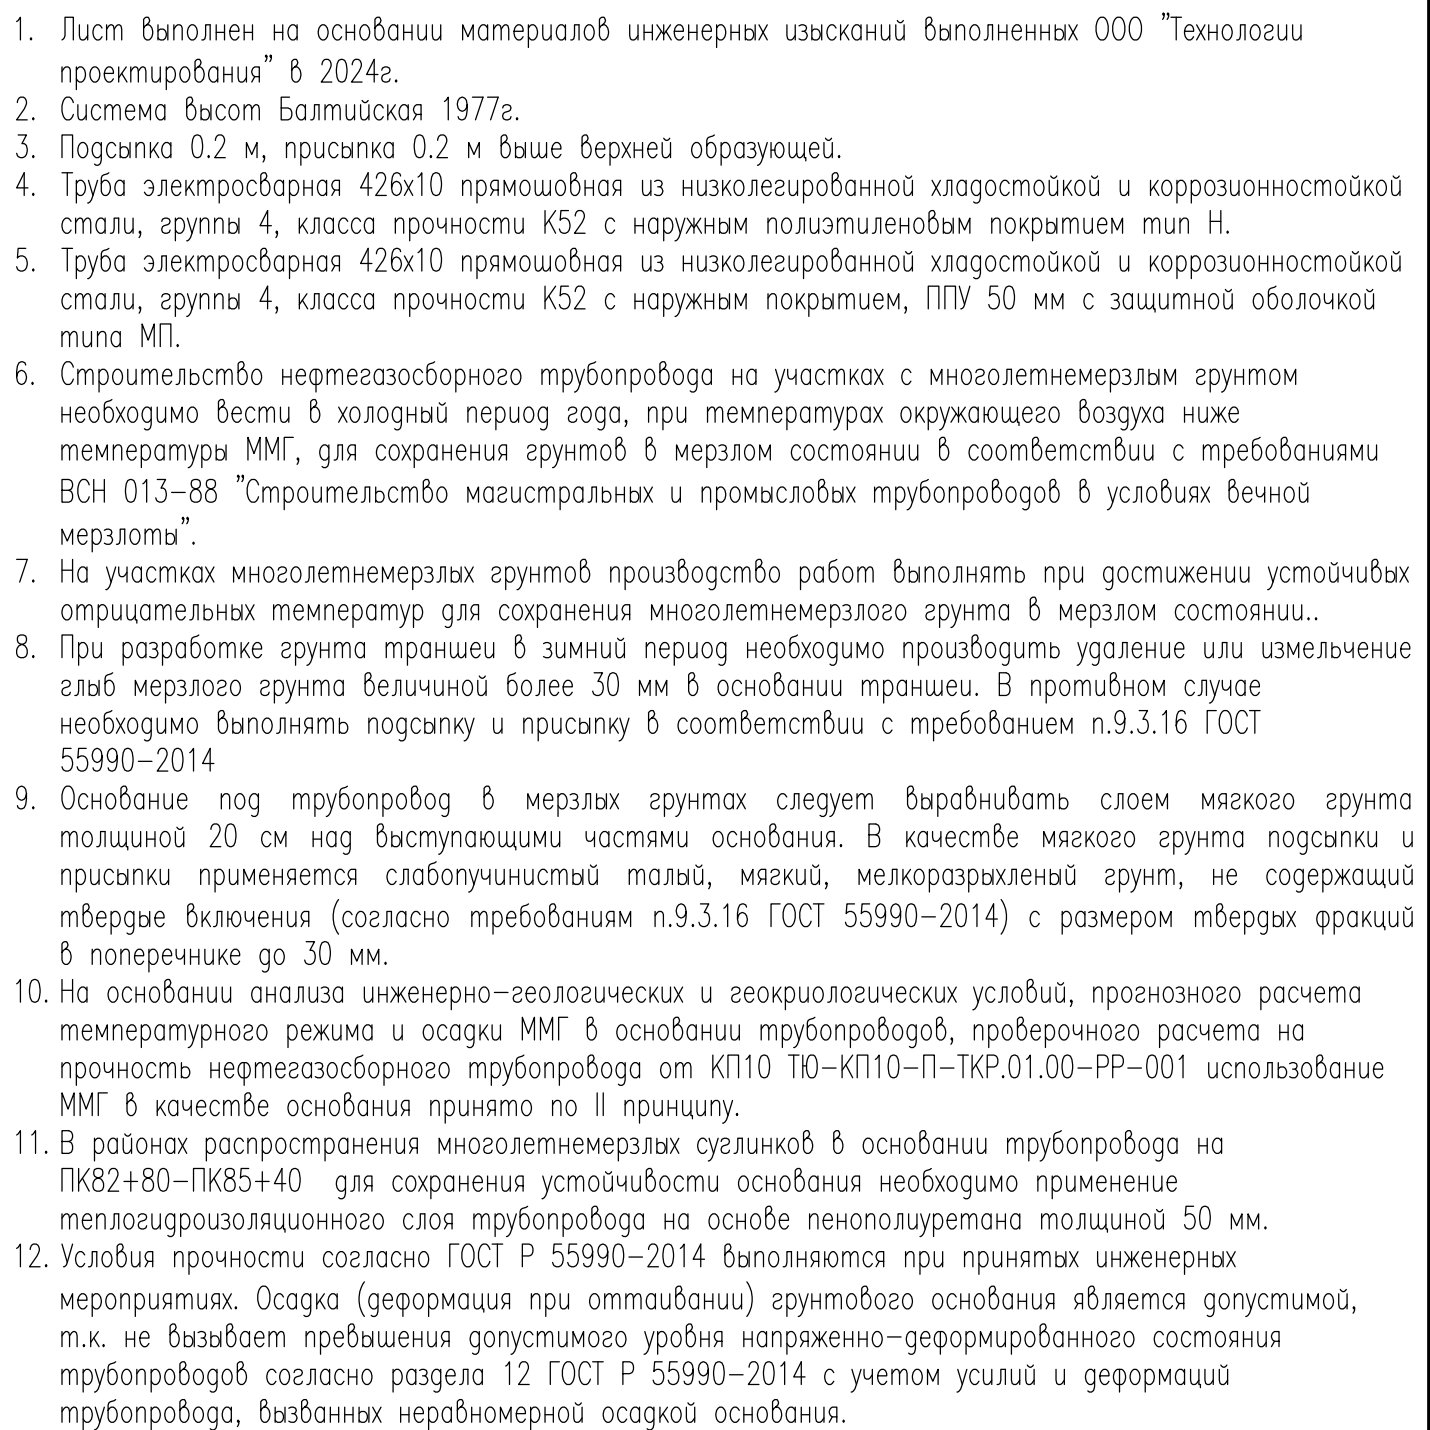 1. Лист выполнен на основании материалов инженерных изысканий выполненных ООО "Технологии
проектирования" в 2024г.
2. Система высот Балтийская 1977г.
3. Подсыпка 0.2 м, присыпка 0.2 м выше верхней образующей.
4. Труба электросварная 426х10 прямошовная из низколегированной хладостойкой и коррозионностойкой
стали, группы 4, класса прочности К52 с наружным полиэтиленовым покрытием тип Н.
5. Труба электросварная 426х10 прямошовная из низколегированной хладостойкой и коррозионностойкой
стали, группы 4, класса прочности К52 с наружным покрытием, ППУ 50 мм с защитной оболочкой
типа МП.
6. Строительство нефтегазосборного трубопровода на участках с многолетнемерзлым грунтом
необходимо вести в холодный период года, при температурах окружающего воздуха ниже
температуры ММГ, для сохранения грунтов в мерзлом состоянии в соответствии с требованиями
ВСН 013-88 "Строительство магистральных и промысловых трубопроводов в условиях вечной
мерзлоты".
7. На участках многолетнемерзлых грунтов производство работ выполнять при достижении устойчивых
отрицательных температур для сохранения многолетнемерзлого грунта в мерзлом состоянии..
8. При разработке грунта траншеи в зимний период необходимо производить удаление или измельчение
глыб мерзлого грунта величиной более 30 мм в основании траншеи. В противном случае
необходимо выполнять подсыпку и присыпку в соответствии с требованием п.9.3.16 ГОСТ
55990-2014
9. Основание под трубопровод в мерзлых грунтах следует выравнивать слоем мягкого грунта
толщиной 20 см над выступающими частями основания. В качестве мягкого грунта подсыпки и
присыпки применяется слабопучинистый талый, мягкий, мелкоразрыхленый грунт, не содержащий
твердые включения (согласно требованиям п.9.3.16 ГОСТ 55990-2014) с размером твердых фракций
в поперечнике до 30 мм.
10. На основании анализа инженерно-геологических и геокриологических условий, прогнозного расчета
температурного режима и осадки ММГ в основании трубопроводов, проверочного расчета на
прочность нефтегазосборного трубопровода от КП10 ТЮ-КП10-П-ТКР.01.00-РР-001 использование
ММГ в качестве основания принято по II принципу.
11. В районах распространения многолетнемерзлых суглинков в основании трубопровода на
ПК82+80-ПК85+40 для сохранения устойчивости основания необходимо применение
теплогидроизоляционного слоя трубопровода на основе пенополиуретана толщиной 50 мм.
12. Условия прочности согласно ГОСТ Р 55990-2014 выполняются при принятых инженерных
мероприятиях. Осадка (деформация при оттаивании) грунтового основания является допустимой,
т.к. не вызывает превышения допустимого уровня напряженно-деформированного состояния
трубопроводов согласно раздела 12 ГОСТ Р 55990-2014 с учетом усилий и деформаций
трубопровода, вызванных неравномерной осадкой основания.